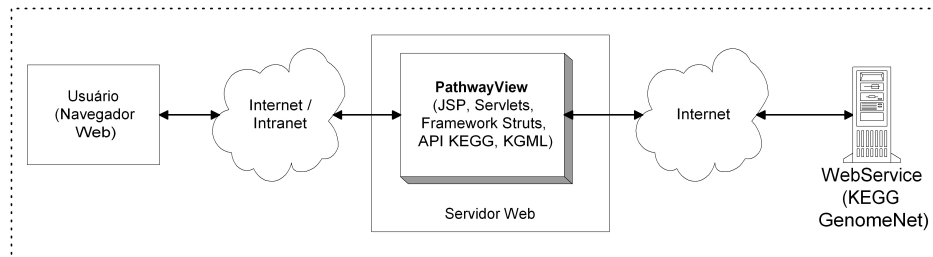 Usuário
(Navegador
Web)
Internet /
Intranet
PathwayView
(JSP, Servlets,
Framework Struts,
API KEGG, KGML)
Servidor Web
Internet
WebService
(KEGG
GenomeNet)